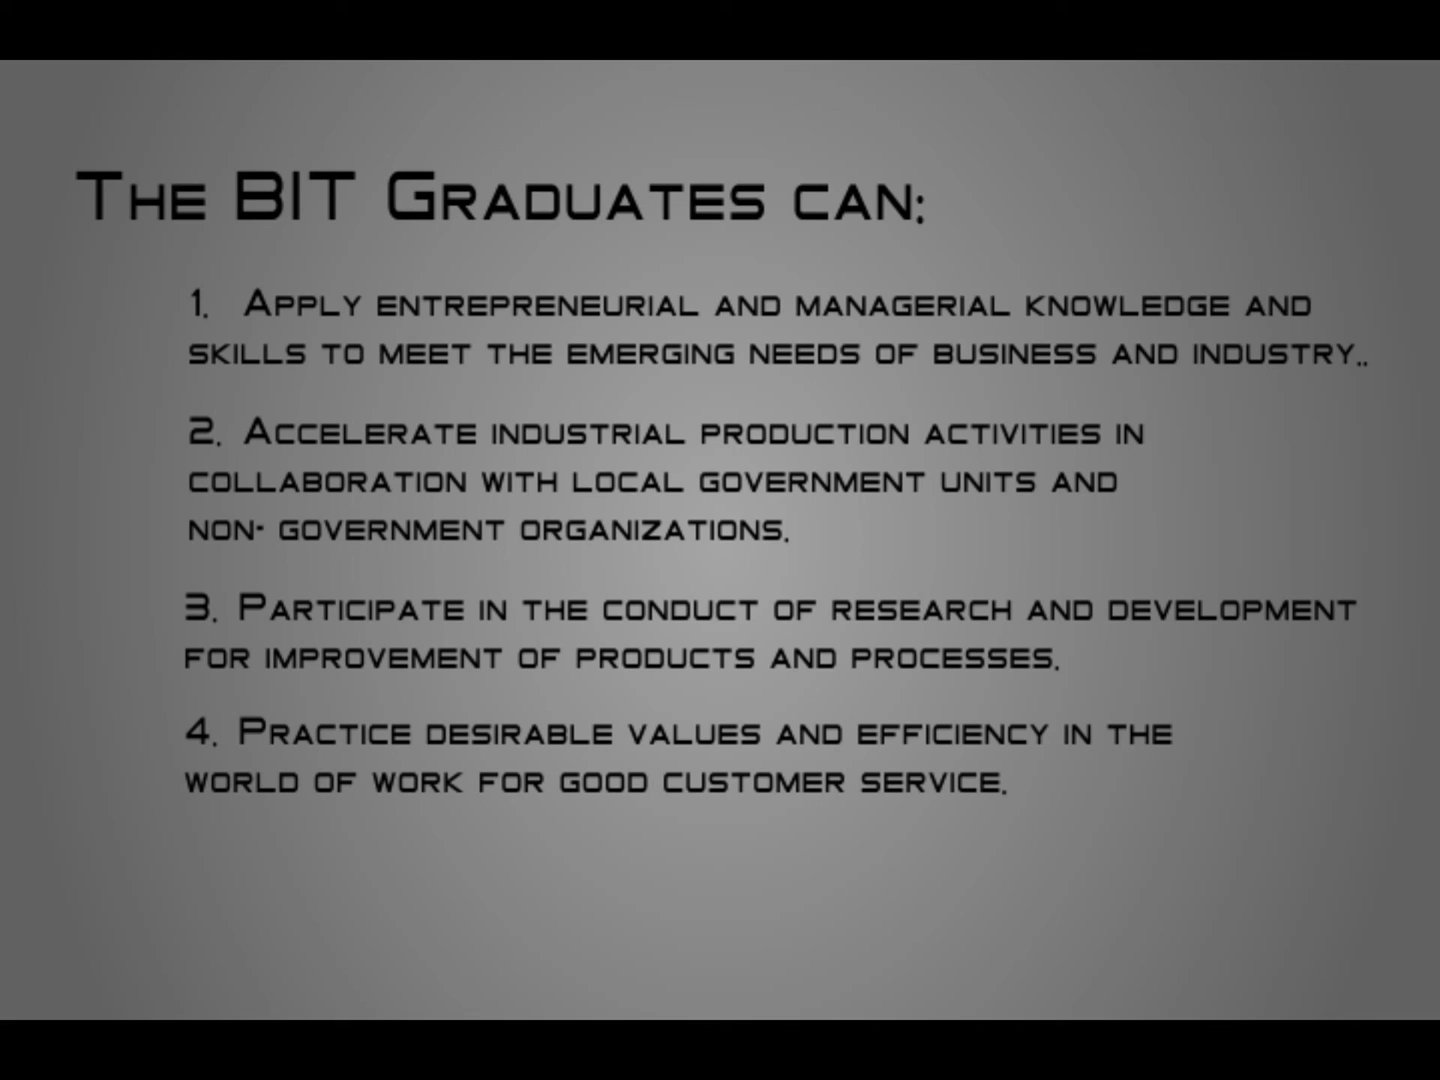 The BIT Graduates can:
1. Apply entrepreneurial and managerial knowledge and
skills to meet the emerging needs of business and industry..
2. Accelerate industrial production activities in
collaboration with local government units and
non- government organizations.
3. Participate in the conduct of research and development
for improvement of products and processes.
4. Practice desirable values and efficiency in the
world of work for good customer service.